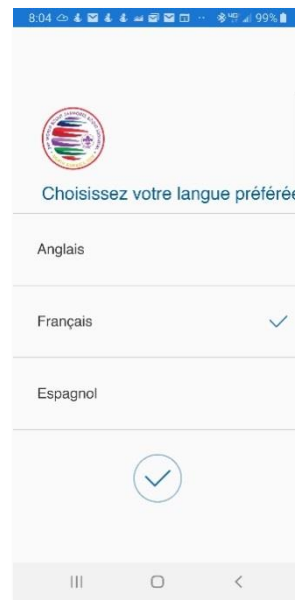 8:04 99%
Choisissez votre langue préférée
Anglais
Français
Espagnol